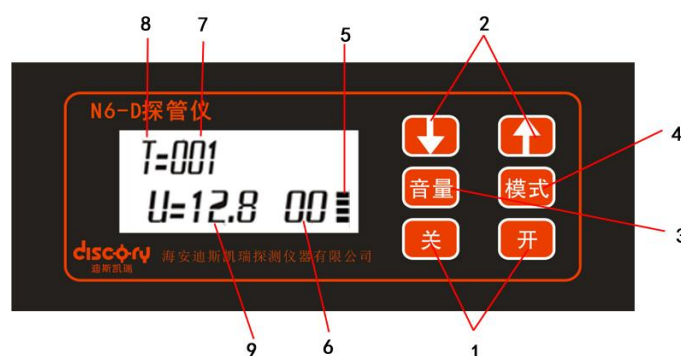 8 7 5 2
N6-D探管仪
T=001
U=12.8 00
音量 模式
关 开
4
3
discory
迪斯凯瑞
海安迪斯凯瑞探测仪器有限公司
9 6 1